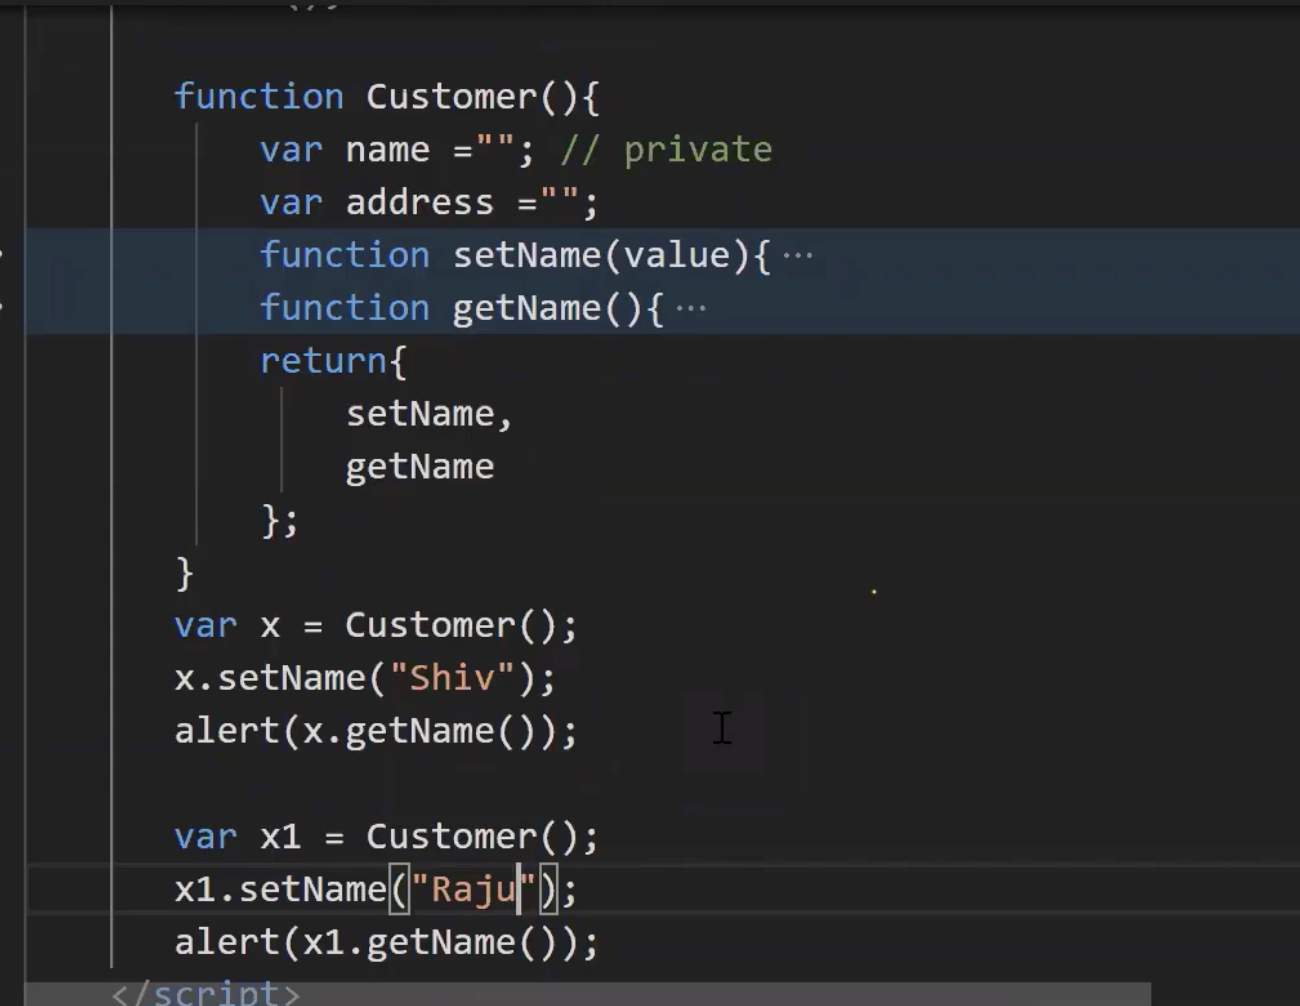 function Customer(){
var name =""; // private
var address ="";
function setName(value){ ···
function getName(){ ···
return{
setName,
getName
};
}
var x = Customer();
x.setName("Shiv");
alert(x.getName());
var x1 = Customer();
x1.setName("Raju");
alert(x1.getName());
</script>